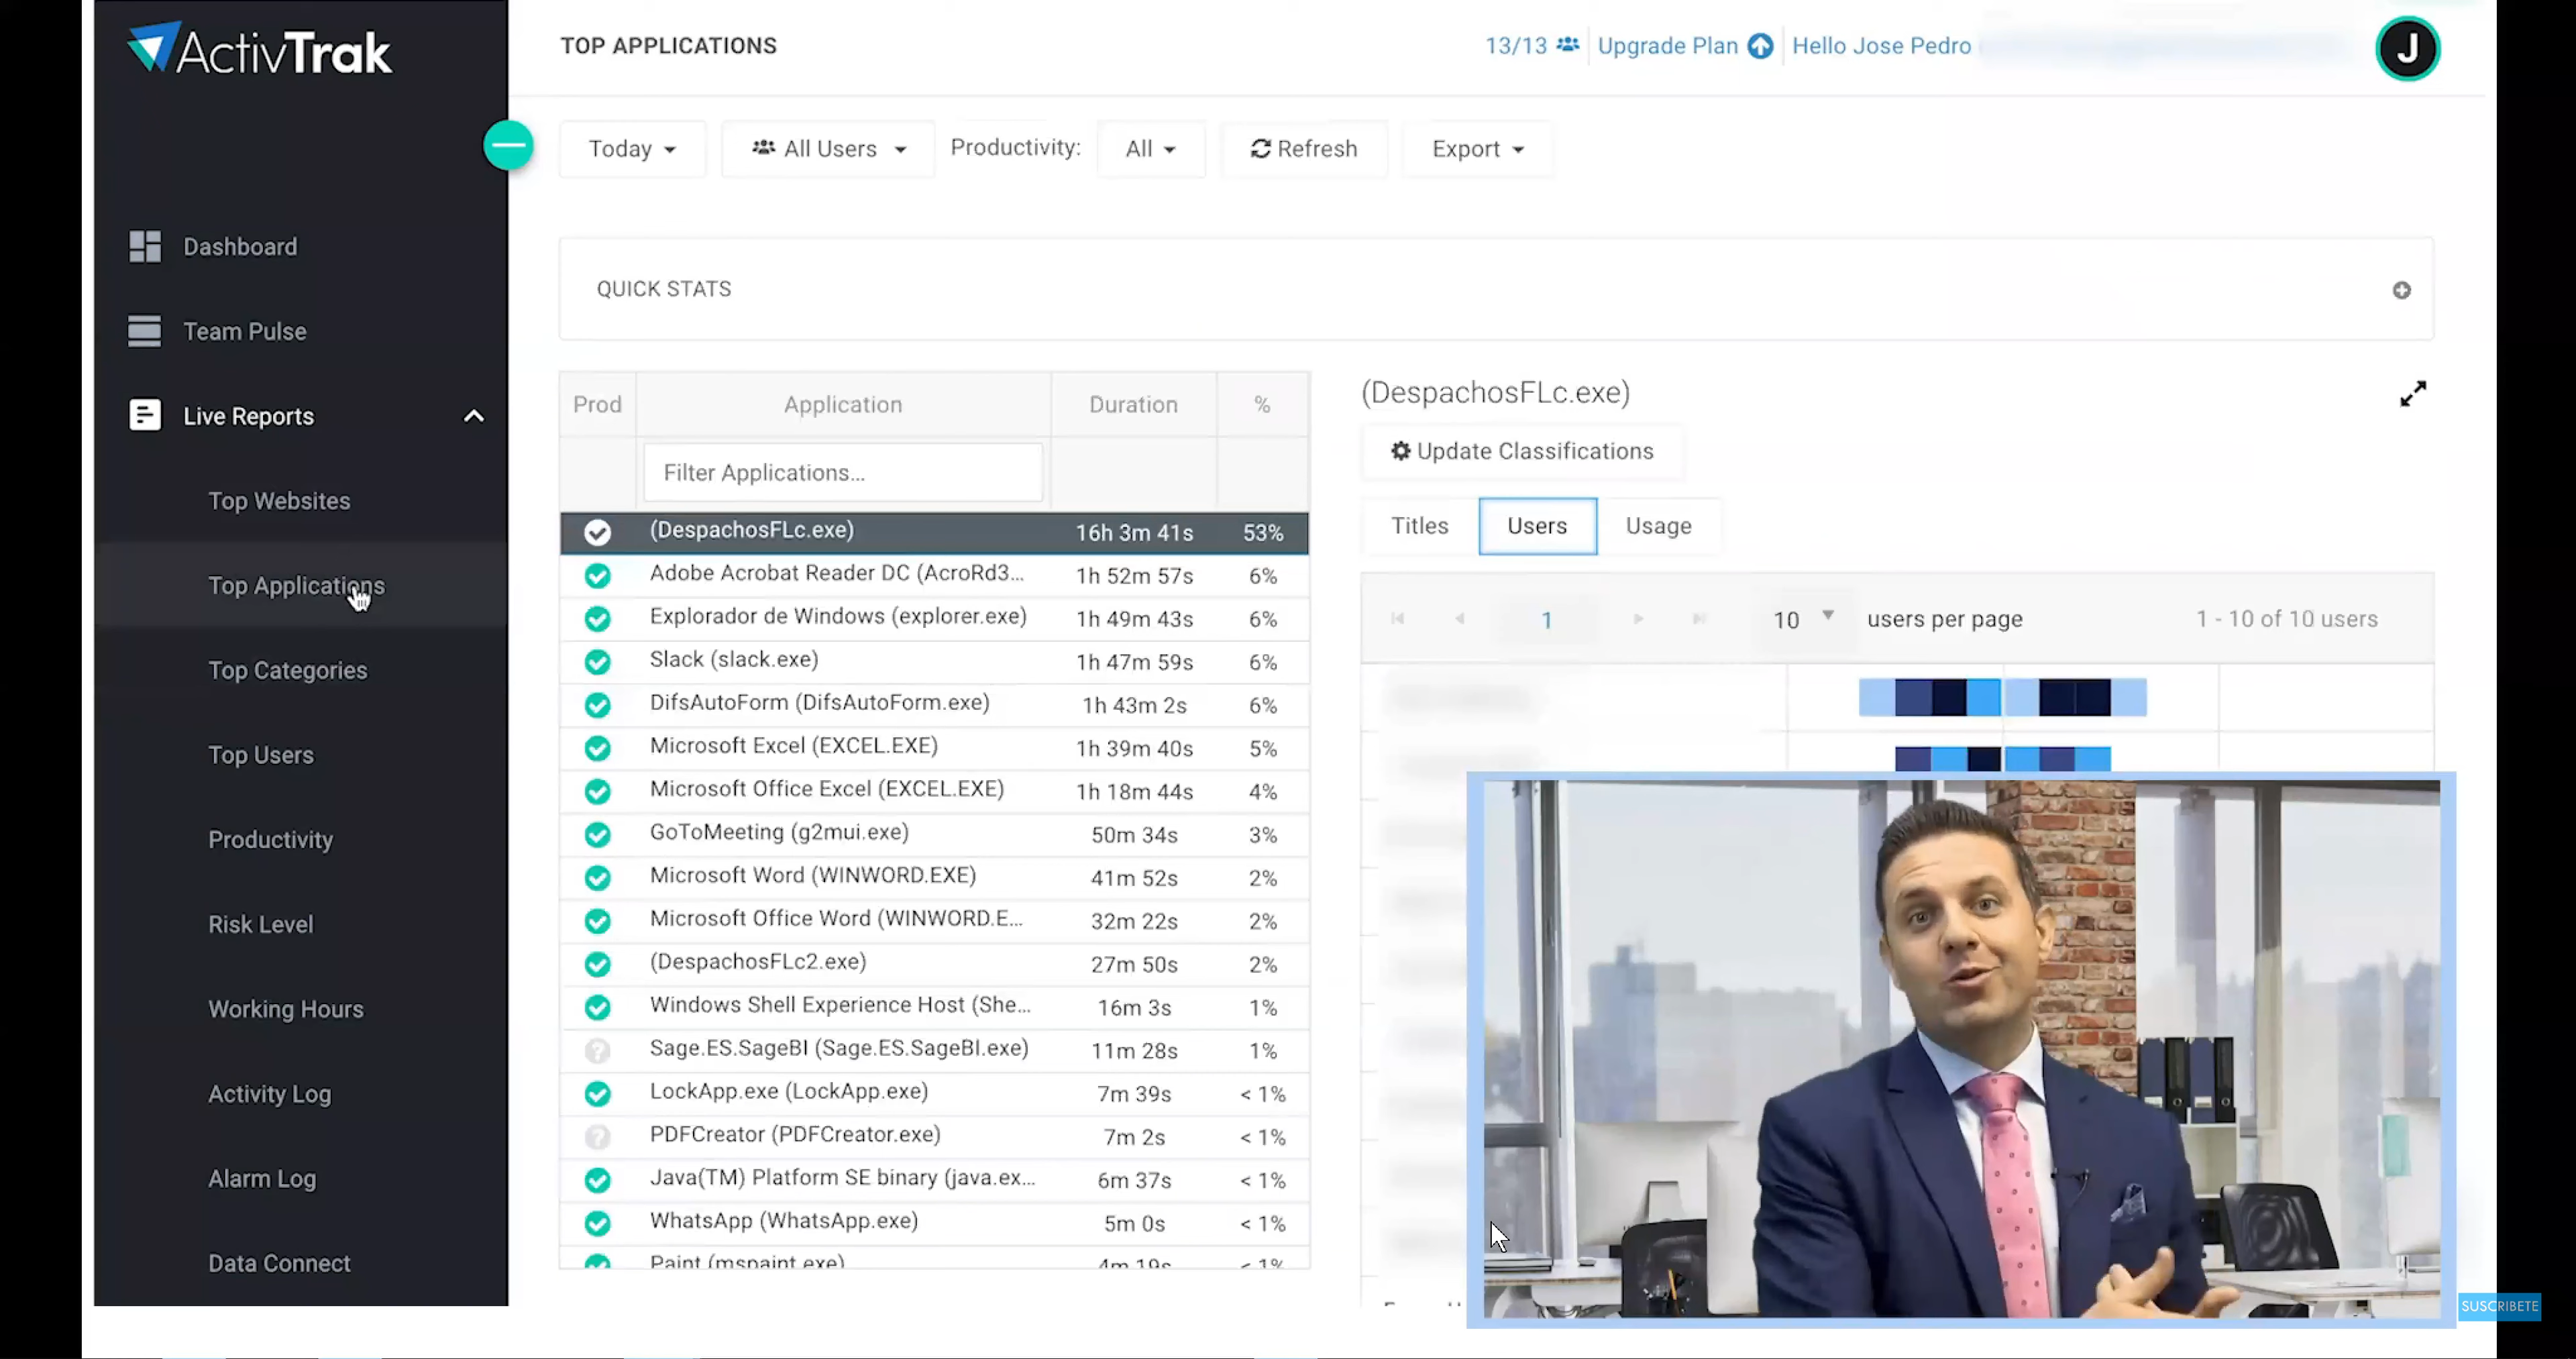 ActivTrak
TOP APPLICATIONS
13/13 Upgrade Plan Hello Jose Pedro
J
Today All Users Productivity: All Refresh Export
Dashboard
Team Pulse
Live Reports
Top Websites
Top Applications
Top Categories
Top Users
Productivity
Risk Level
Working Hours
Activity Log
Alarm Log
Data Connect
QUICK STATS
Prod Application Duration %
Filter Applications...
(DespachosFLc.exe) 16h 3m 41s 53%
Adobe Acrobat Reader DC (AcroRd3... 1h 52m 57s 6%
Explorador de Windows (explorer.exe) 1h 49m 43s 6%
Slack (slack.exe) 1h 47m 59s 6%
DifsAutoForm (DifsAutoForm.exe) 1h 43m 2s 6%
Microsoft Excel (EXCEL.EXE) 1h 39m 40s 5%
Microsoft Office Excel (EXCEL.EXE) 1h 18m 44s 4%
GoToMeeting (g2mui.exe) 50m 34s 3%
Microsoft Word (WINWORD.EXE) 41m 52s 2%
Microsoft Office Word (WINWORD.E... 32m 22s 2%
(DespachosFLc2.exe) 27m 50s 2%
Windows Shell Experience Host (She... 16m 3s 1%
Sage.ES.SageBI (Sage.ES.SageBI.exe) 11m 28s 1%
LockApp.exe (LockApp.exe) 7m 39s < 1%
PDFCreator (PDFCreator.exe) 7m 2s < 1%
Java(TM) Platform SE binary (java.ex... 6m 37s < 1%
WhatsApp (WhatsApp.exe) 5m 0s < 1%
Paint (mspaint.exe) 4m 19s < 1%
(DespachosFLc.exe)
Update Classifications
Titles Users Usage
1 10 users per page 1 - 10 of 10 users
SUSCRIBETE